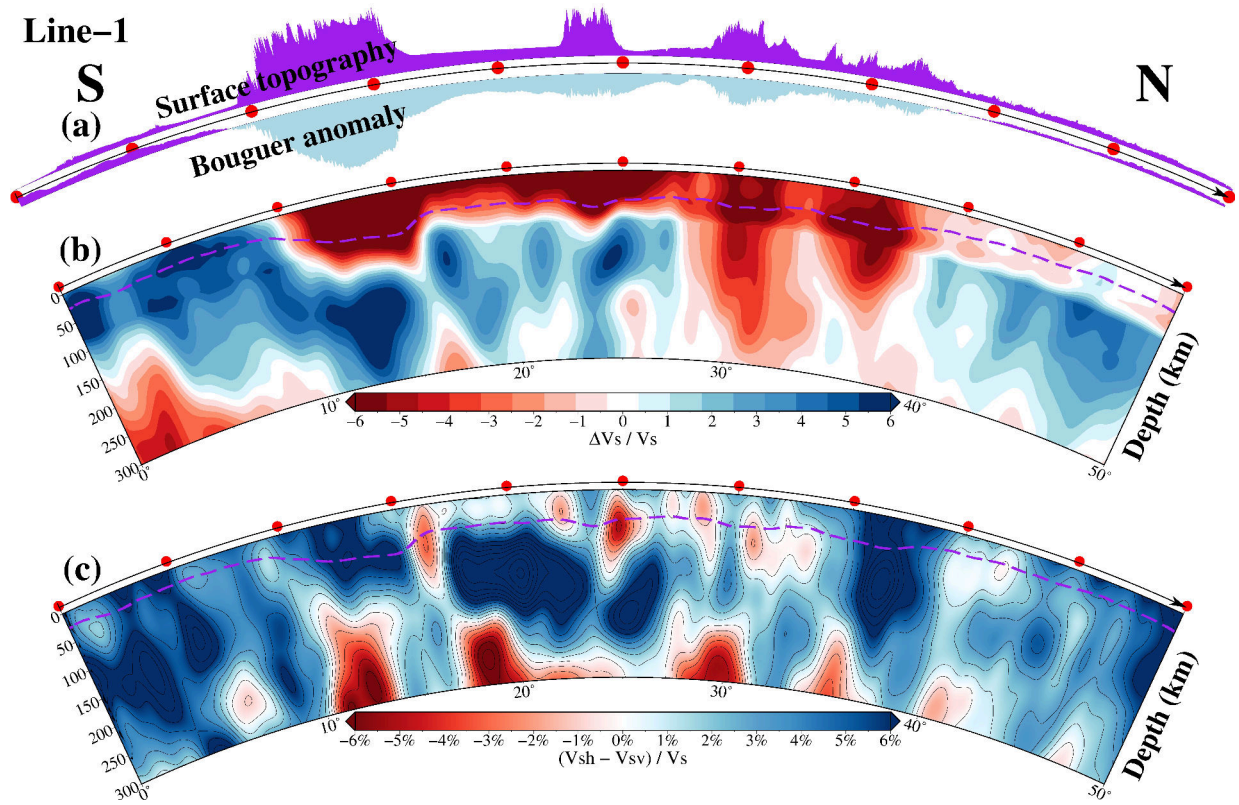 Line−1
S
N
Surface topography
(a)
Bouguer anomaly
(b)
0
50
100
150
200
250
300
0°
10°
20°
30°
40°
50°
−6 −5 −4 −3 −2 −1 0 1 2 3 4 5 6
ΔVs / Vs
Depth (km)
(c)
0
50
100
150
200
250
300
0°
10°
20°
30°
40°
50°
−6% −5% −4% −3% −2% −1% 0% 1% 2% 3% 4% 5% 6%
(Vsh − Vsv) / Vs
Depth (km)